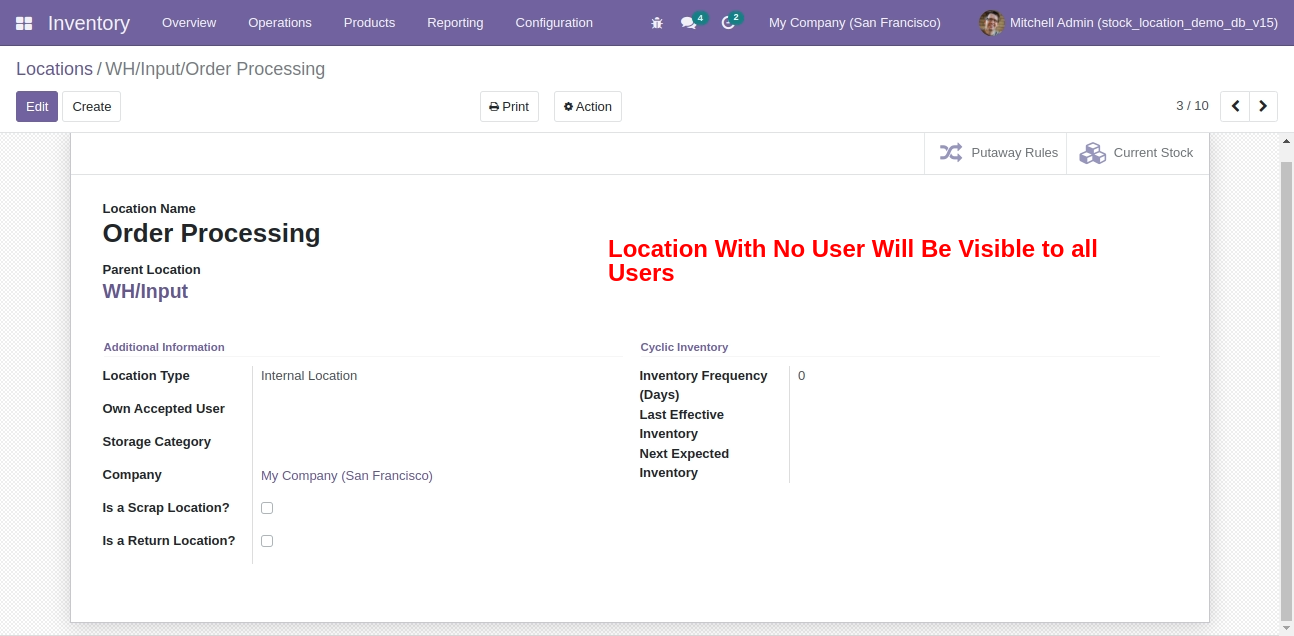 Inventory Overview Operations Products Reporting Configuration 4 2 My Company (San Francisco) Mitchell Admin (stock_location_demo_db_v15)
Locations / WH/Input/Order Processing
Edit Create Print Action 3 / 10
Putaway Rules Current Stock
Location Name
Order Processing
Parent Location
WH/Input
Location With No User Will Be Visible to all
Users
Additional Information
Location Type Internal Location
Own Accepted User
Storage Category
Company My Company (San Francisco)
Is a Scrap Location?
Is a Return Location?
Cyclic Inventory
Inventory Frequency 0
(Days)
Last Effective
Inventory
Next Expected
Inventory